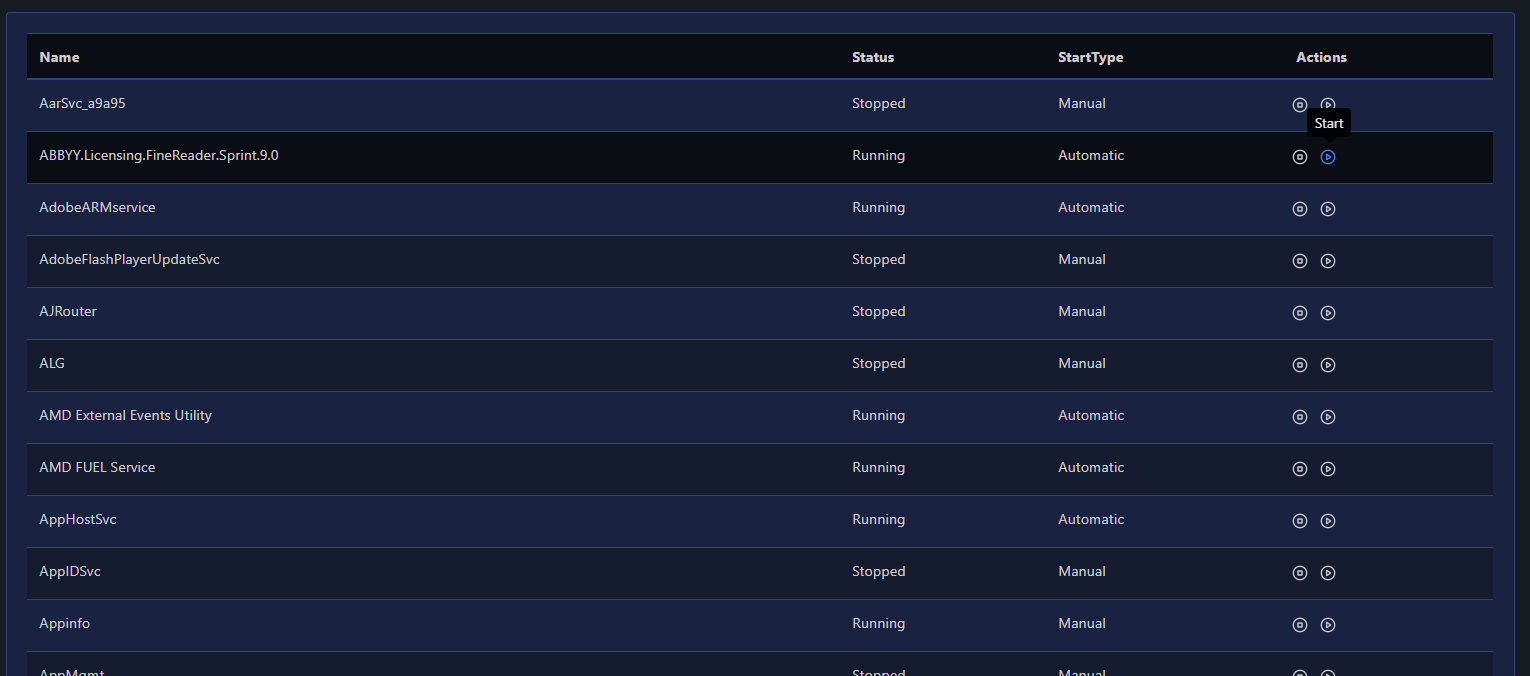 Name Status StartType Actions
AarSvc_a9a95 Stopped Manual
Start
ABBYY.Licensing.FineReader.Sprint.9.0 Running Automatic
AdobeARMservice Running Automatic
AdobeFlashPlayerUpdateSvc Stopped Manual
AJRouter Stopped Manual
ALG Stopped Manual
AMD External Events Utility Running Automatic
AMD FUEL Service Running Automatic
AppHostSvc Running Automatic
AppIDSvc Stopped Manual
Appinfo Running Manual
AppMgmt Stopped Manual